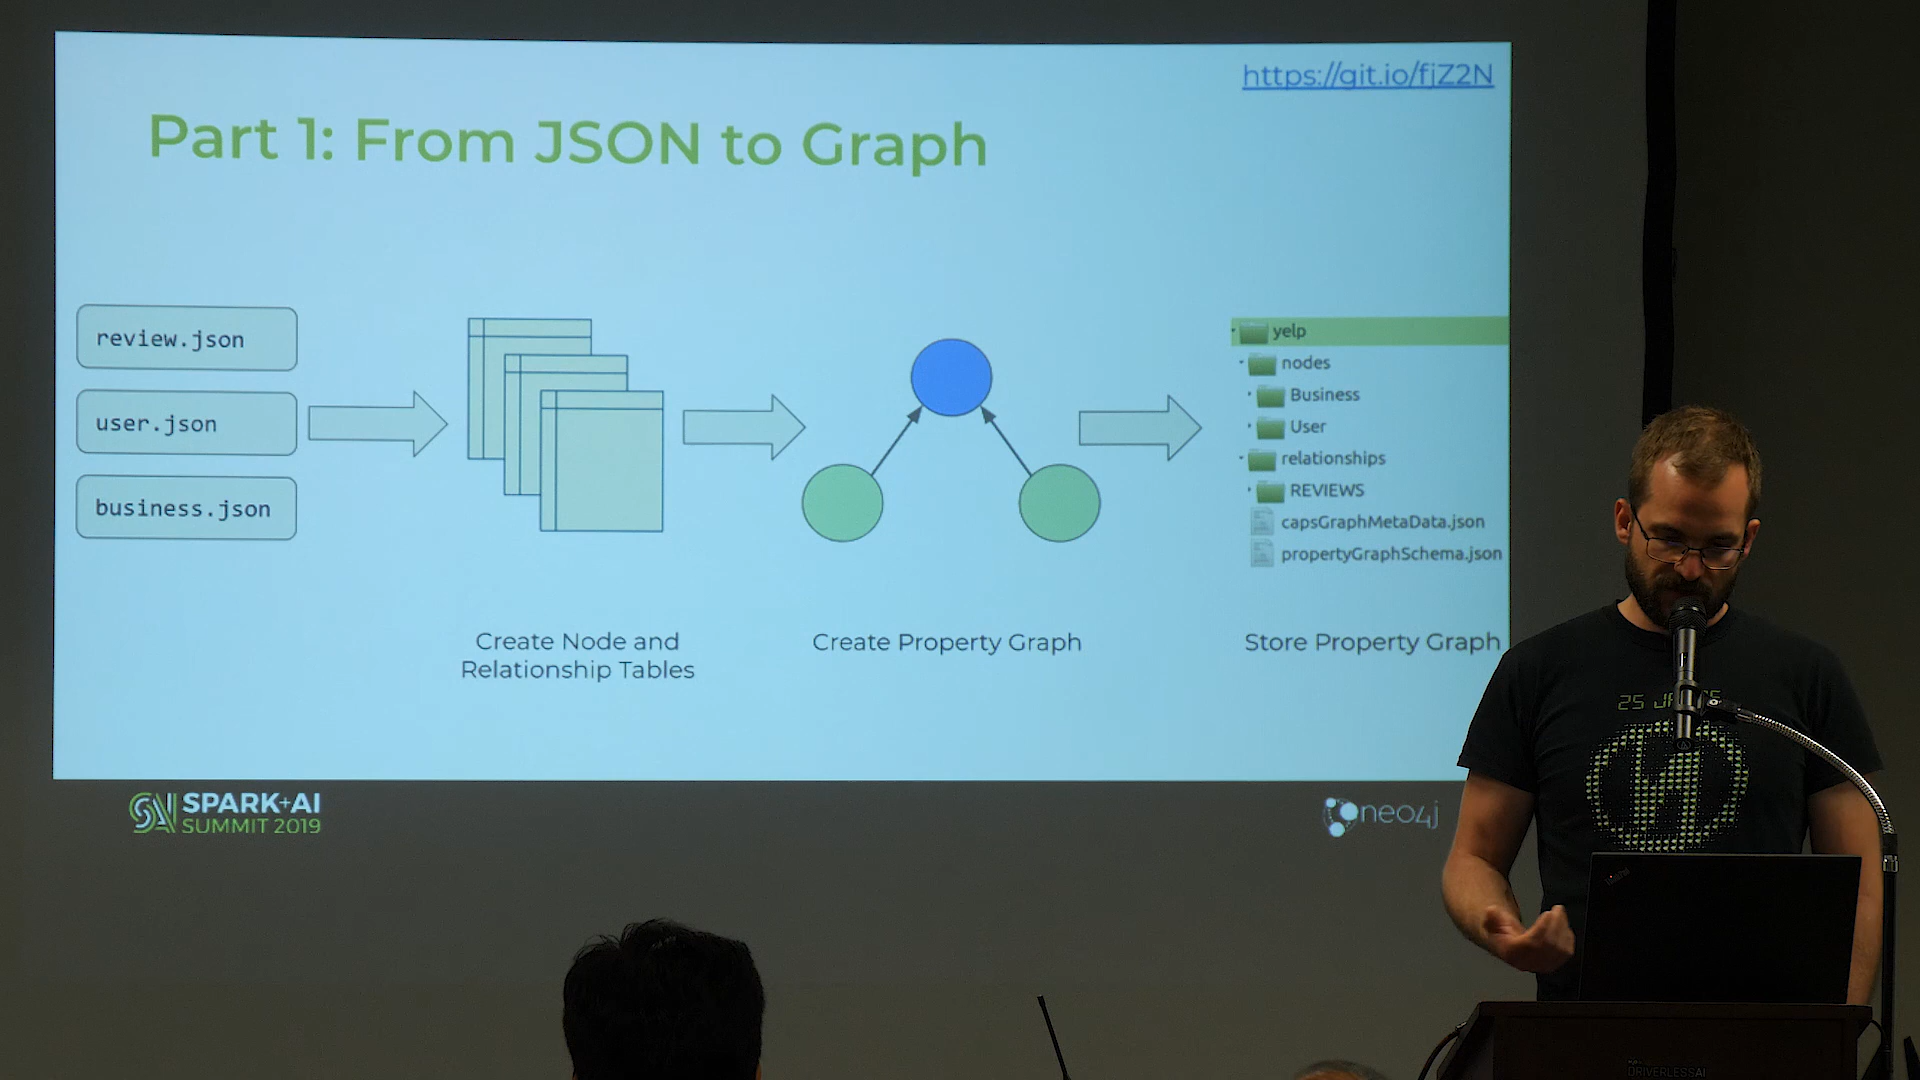 https://git.io/fjZ2N
Part 1: From JSON to Graph
review.json
user.json
business.json
Create Node and
Relationship Tables
Create Property Graph
yelp
nodes
Business
User
relationships
REVIEWS
capsGraphMetaData.json
propertyGraphSchema.json
Store Property Graph
SPARK+AI
SUMMIT 2019
neo4j
25
DRIVERLESSAI